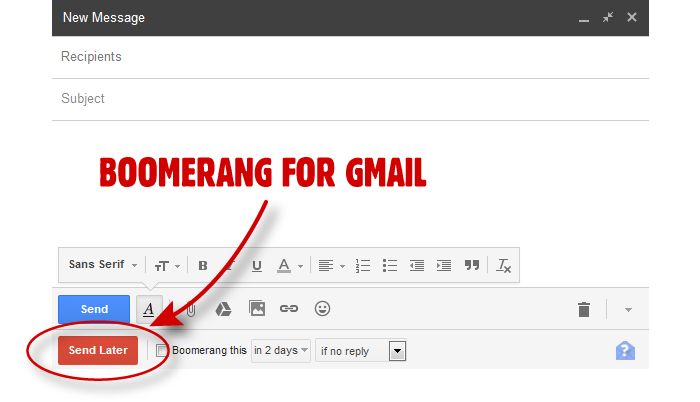 New Message
Recipients
Subject
BOOMERANG FOR GMAIL
Sans Serif B U A
Send A
Send Later Boomerang this in 2 days if no reply